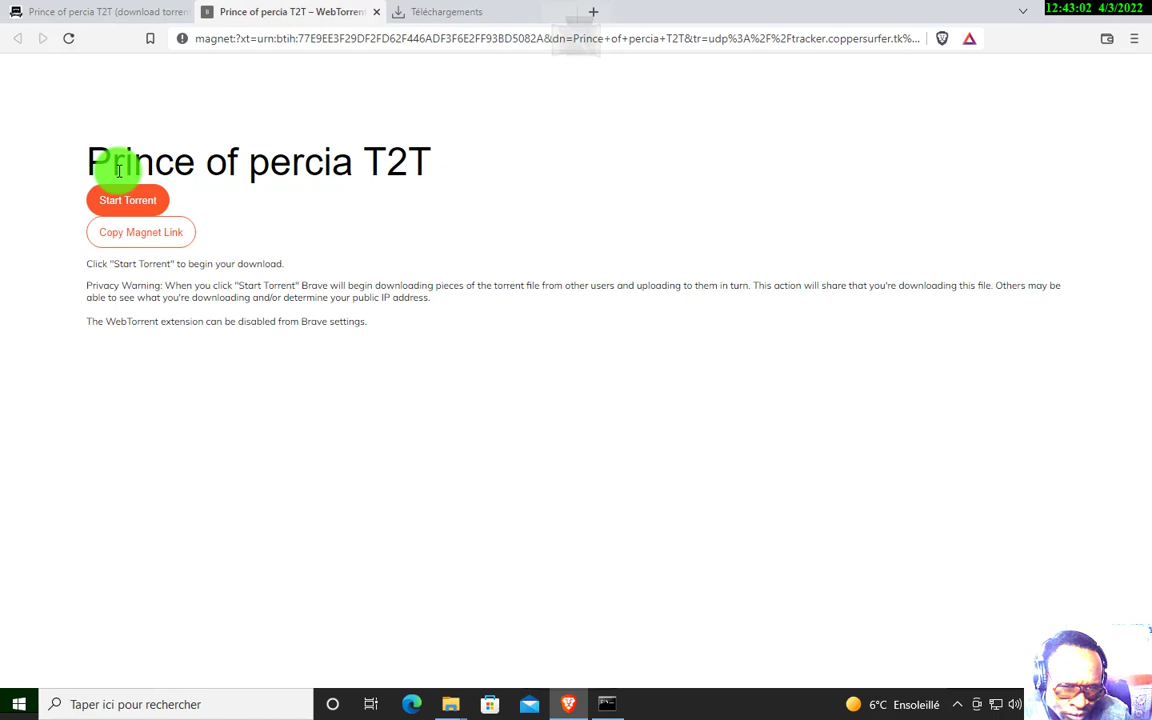 Prince of percia T2T (download torren
Prince of percia T2T – WebTorrent
Téléchargements
12:43:02 4/3/2022
magnet:?xt=urn:btih:77E9EE3F29DF2FD62F446ADF3F6E2FF93BD5082A&dn=Prince+of+percia+T2T&tr=udp%3A%2F%2Ftracker.coppersurfer.tk%...
Prince of percia T2T
Start Torrent
Copy Magnet Link
Click "Start Torrent" to begin your download.
Privacy Warning: When you click "Start Torrent" Brave will begin downloading pieces of the torrent file from other users and uploading to them in turn. This action will share that you're downloading this file. Others may be
able to see what you're downloading and/or determine your public IP address.
The WebTorrent extension can be disabled from Brave settings.
Taper ici pour rechercher
6°C Ensoleillé